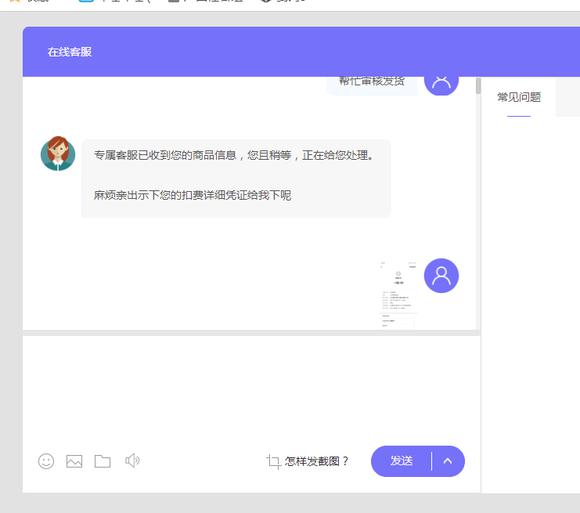 在线客服
帮忙审核发货
常见问题
专属客服已收到您的商品信息，您且稍等，正在给您处理。
麻烦亲出示下您的扣费详细凭证给我下呢
怎样发截图？
发送